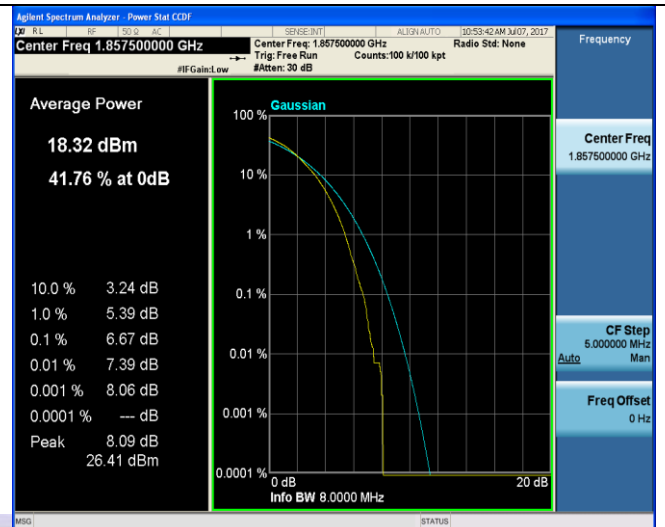 Agilent Spectrum Analyzer - Power Stat CCDF
LXI RL RF 50 Ω AC SENSE:INT ALIGN AUTO 10:53:42 AM Jul 07, 2017
Center Freq 1.857500000 GHz
Center Freq: 1.857500000 GHz Radio Std: None
Trig: Free Run Counts:100 k/100 kpt
#IFGain:Low #Atten: 30 dB
Frequency
Average Power
18.32 dBm
41.76 % at 0dB
10.0 % 3.24 dB
1.0 % 5.39 dB
0.1 % 6.67 dB
0.01 % 7.39 dB
0.001 % 8.06 dB
0.0001 % --- dB
Peak 8.09 dB
26.41 dBm
Gaussian
100 %
10 %
1 %
0.1 %
0.01 %
0.001 %
0.0001 %
0 dB 20 dB
Info BW 8.0000 MHz
Center Freq
1.857500000 GHz
CF Step
5.000000 MHz
Auto Man
Freq Offset
0 Hz
MSG STATUS